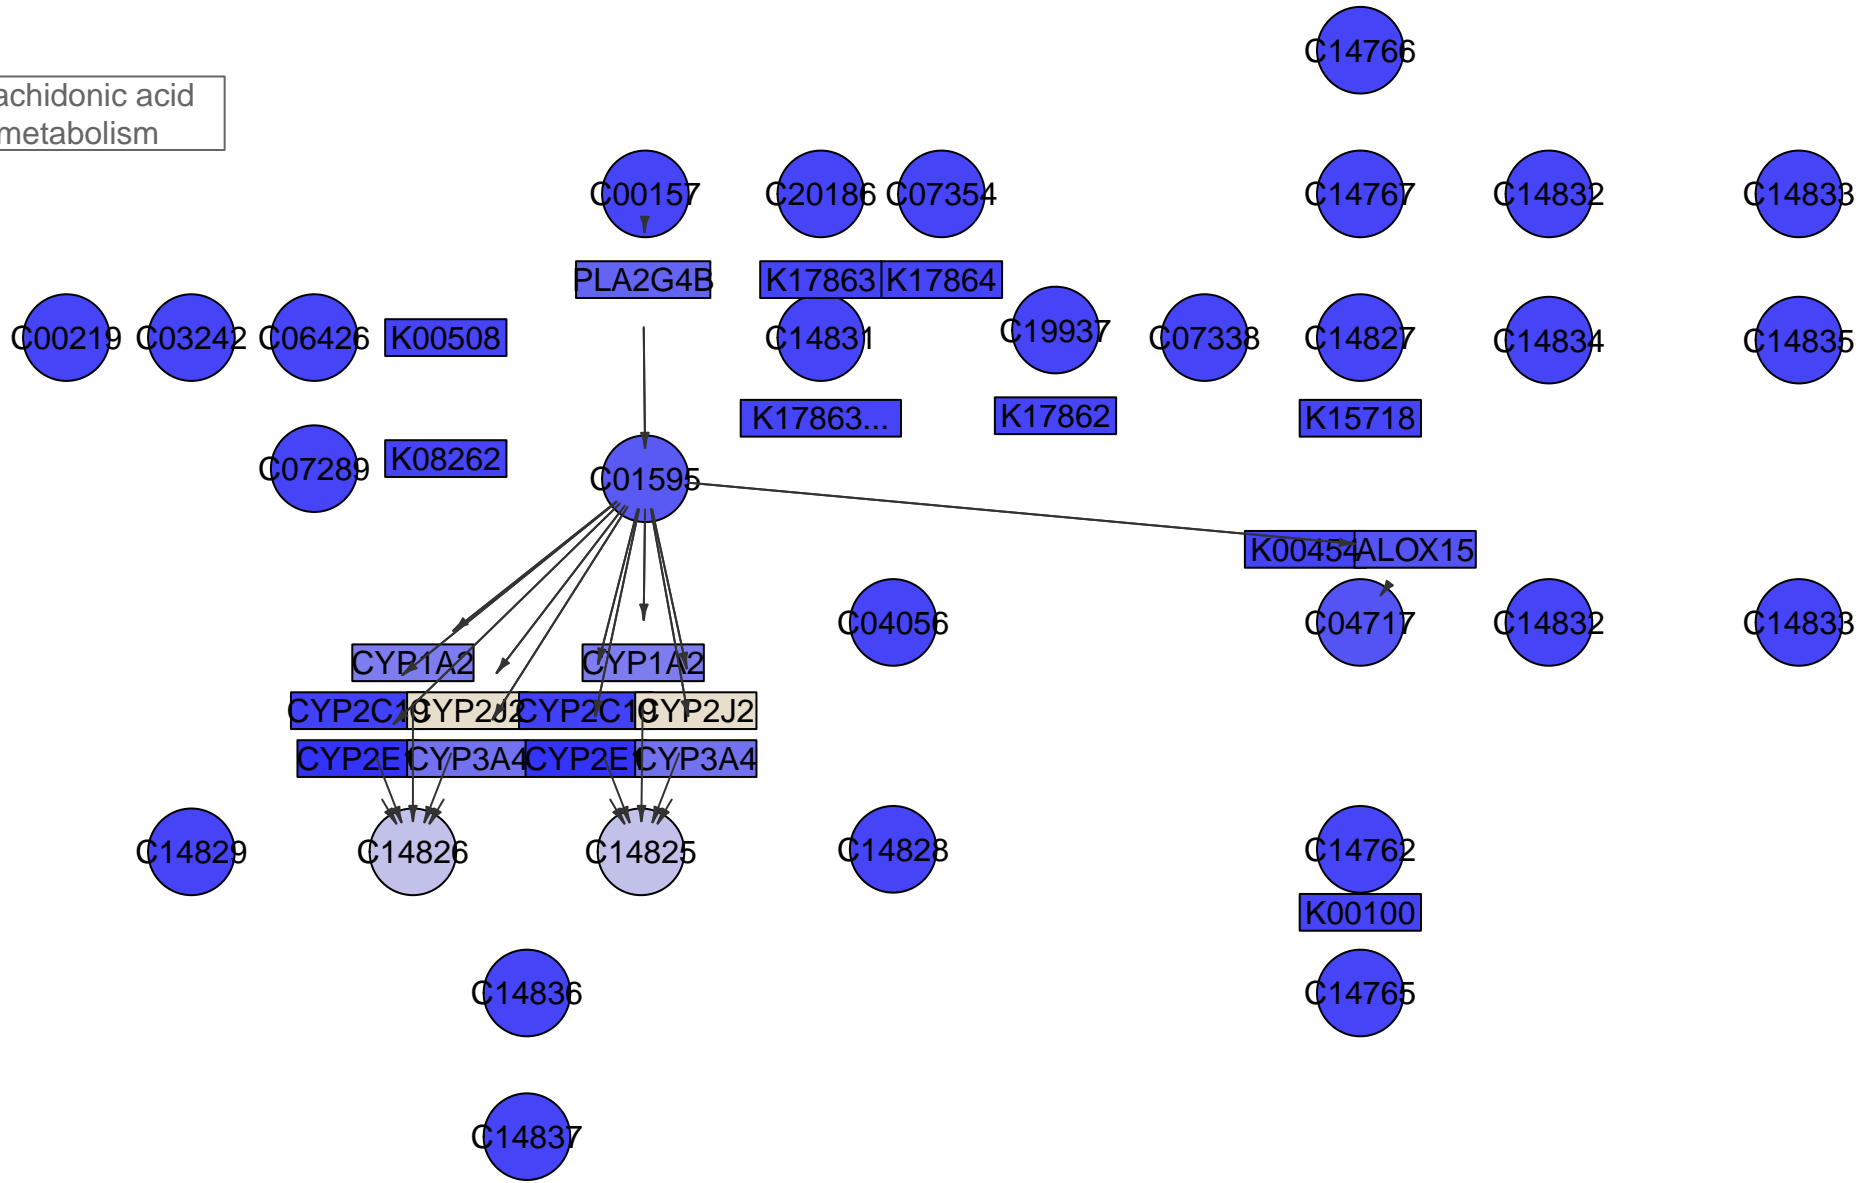 C14766
achidonic acid
metabolism
C00157
C20186
C07354
C14767
C14832
C14833
PLA2G4B
K17863
K17864
C00219
C03242
C06426
K00508
C14831
C19937
C07338
C14827
C14834
C14835
K17863...
K17862
K15718
C07289
K08262
C01595
K00454
ALOX15
C04056
C04717
C14832
C14833
CYP1A2
CYP1A2
CYP2C19
CYP2J2
CYP2C19
CYP2J2
CYP2E1
CYP3A4
CYP2E1
CYP3A4
C14829
C14826
C14825
C14828
C14762
K00100
C14836
C14765
C14837